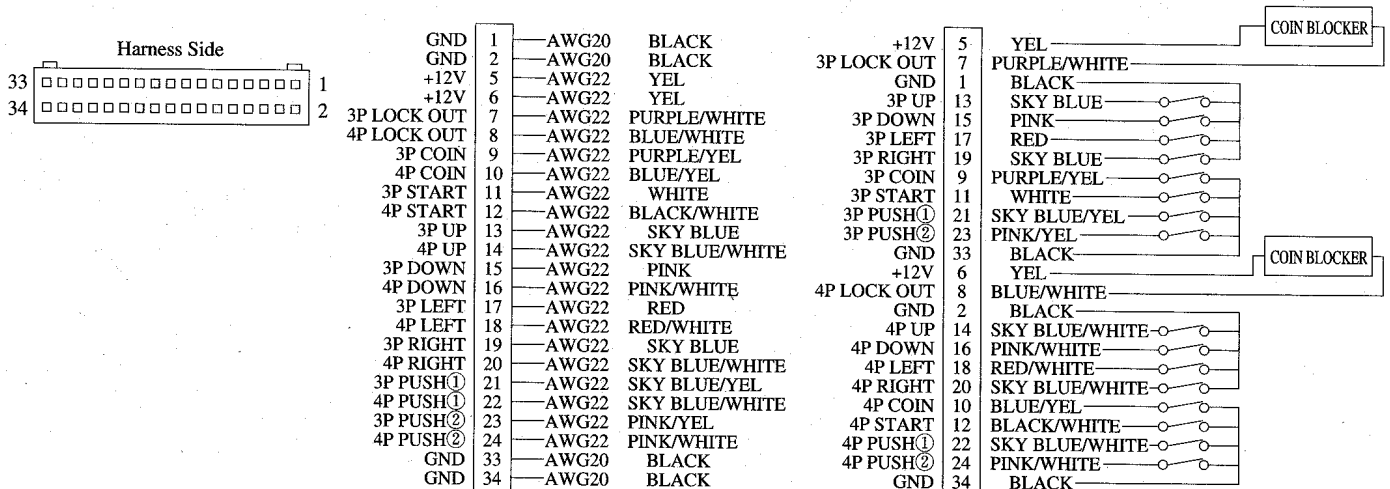 Harness Side
33 1
34 2
GND 1 AWG20 BLACK
GND 2 AWG20 BLACK
+12V 5 AWG22 YEL
+12V 6 AWG22 YEL
3P LOCK OUT 7 AWG22 PURPLE/WHITE
4P LOCK OUT 8 AWG22 BLUE/WHITE
3P COIN 9 AWG22 PURPLE/YEL
4P COIN 10 AWG22 BLUE/YEL
3P START 11 AWG22 WHITE
4P START 12 AWG22 BLACK/WHITE
3P UP 13 AWG22 SKY BLUE
4P UP 14 AWG22 SKY BLUE/WHITE
3P DOWN 15 AWG22 PINK
4P DOWN 16 AWG22 PINK/WHITE
3P LEFT 17 AWG22 RED
4P LEFT 18 AWG22 RED/WHITE
3P RIGHT 19 AWG22 SKY BLUE
4P RIGHT 20 AWG22 SKY BLUE/WHITE
3P PUSH① 21 AWG22 SKY BLUE/YEL
4P PUSH① 22 AWG22 SKY BLUE/WHITE
3P PUSH② 23 AWG22 PINK/YEL
4P PUSH② 24 AWG22 PINK/WHITE
GND 33 AWG20 BLACK
GND 34 AWG20 BLACK
COIN BLOCKER
+12V 5 YEL
3P LOCK OUT 7 PURPLE/WHITE
GND 1 BLACK
3P UP 13 SKY BLUE
3P DOWN 15 PINK
3P LEFT 17 RED
3P RIGHT 19 SKY BLUE
3P COIN 9 PURPLE/YEL
3P START 11 WHITE
3P PUSH① 21 SKY BLUE/YEL
3P PUSH② 23 PINK/YEL
GND 33 BLACK
COIN BLOCKER
+12V 6 YEL
4P LOCK OUT 8 BLUE/WHITE
GND 2 BLACK
4P UP 14 SKY BLUE/WHITE
4P DOWN 16 PINK/WHITE
4P LEFT 18 RED/WHITE
4P RIGHT 20 SKY BLUE/WHITE
4P COIN 10 BLUE/YEL
4P START 12 BLACK/WHITE
4P PUSH① 22 SKY BLUE/WHITE
4P PUSH② 24 PINK/WHITE
GND 34 BLACK